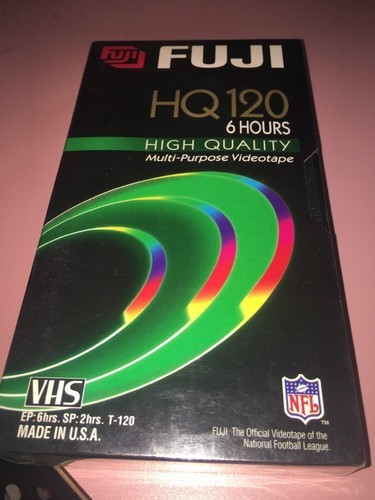 FUJI
FUJI
HQ 120
6 HOURS
HIGH QUALITY
Multi-Purpose Videotape
VHS
NFL
TM
EP: 6hrs. SP: 2hrs. T-120
MADE IN U.S.A.
FUJI: The Official Videotape of the
National Football League.